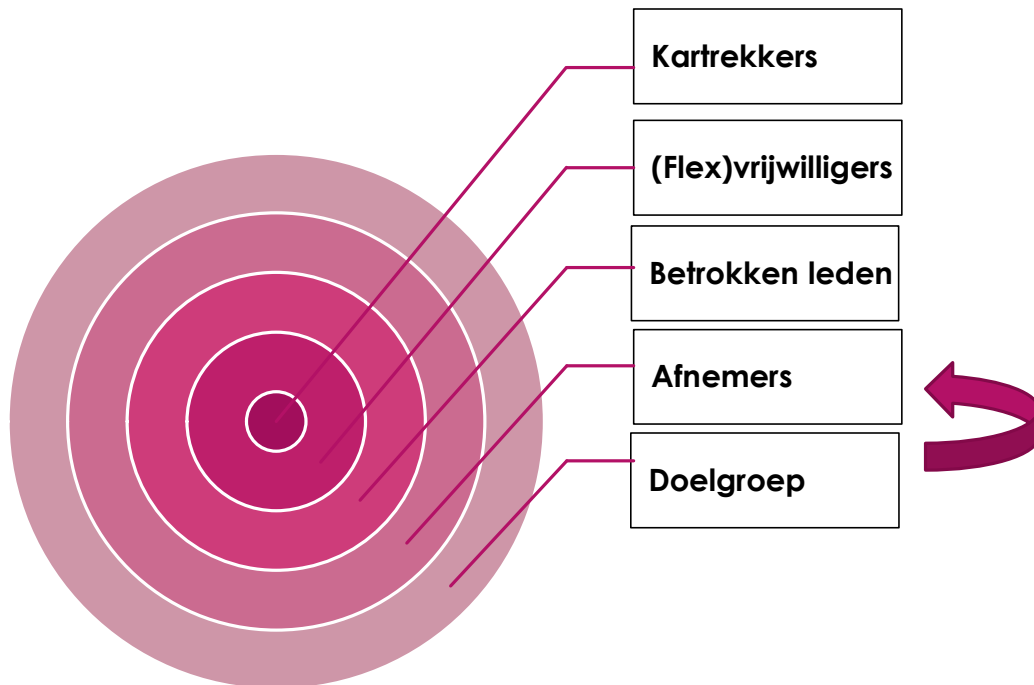 Kartrekkers
(Flex)vrijwilligers
Betrokken leden
Afnemers
Doelgroep